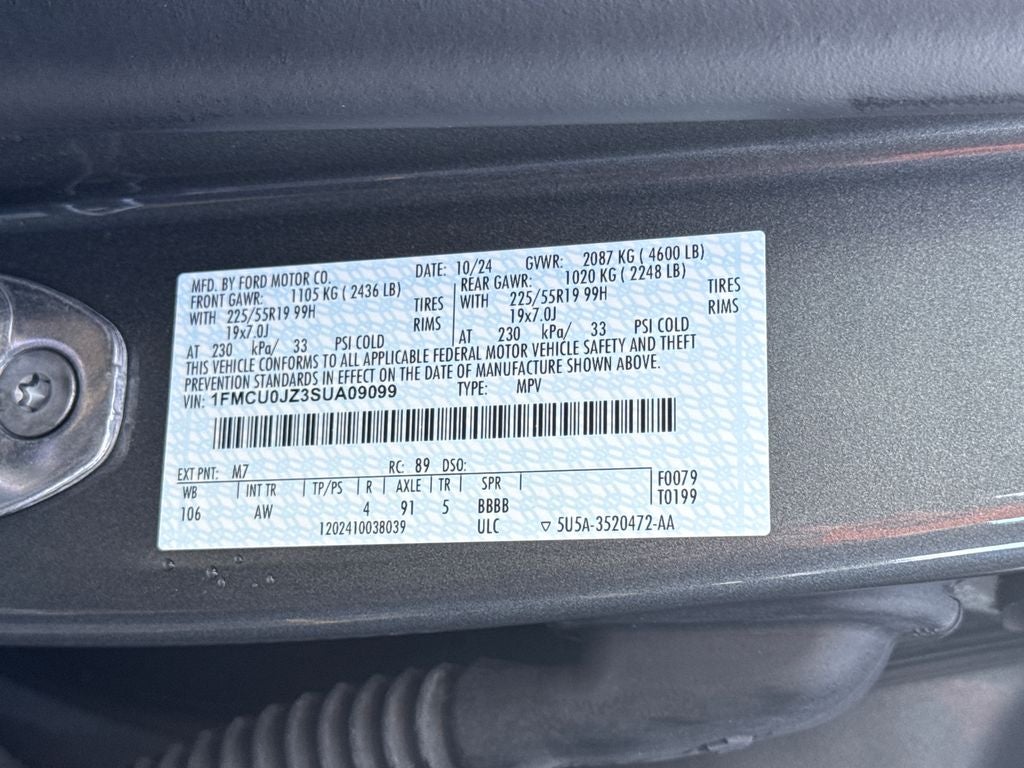 MFD. BY FORD MOTOR CO. DATE: 10/24 GVWR: 2087 KG ( 4600 LB)
FRONT GAWR: 1105 KG ( 2436 LB) REAR GAWR: 1020 KG ( 2248 LB)
WITH 225/55R19 99H TIRES WITH 225/55R19 99H TIRES
19x7.0J RIMS 19x7.0J RIMS
AT 230 kPa/ 33 PSI COLD AT 230 kPa/ 33 PSI COLD
THIS VEHICLE CONFORMS TO ALL APPLICABLE FEDERAL MOTOR VEHICLE SAFETY AND THEFT
PREVENTION STANDARDS IN EFFECT ON THE DATE OF MANUFACTURE SHOWN ABOVE.
VIN: 1FMCU0JZ3SUA09099 TYPE: MPV
EXT PNT: M7 RC: 89 DSO:
WB INT TR TP/PS R AXLE TR SPR F0079
106 AW 4 91 5 BBBB T0199
1202410038039 ULC ▽ 5U5A-3520472-AA